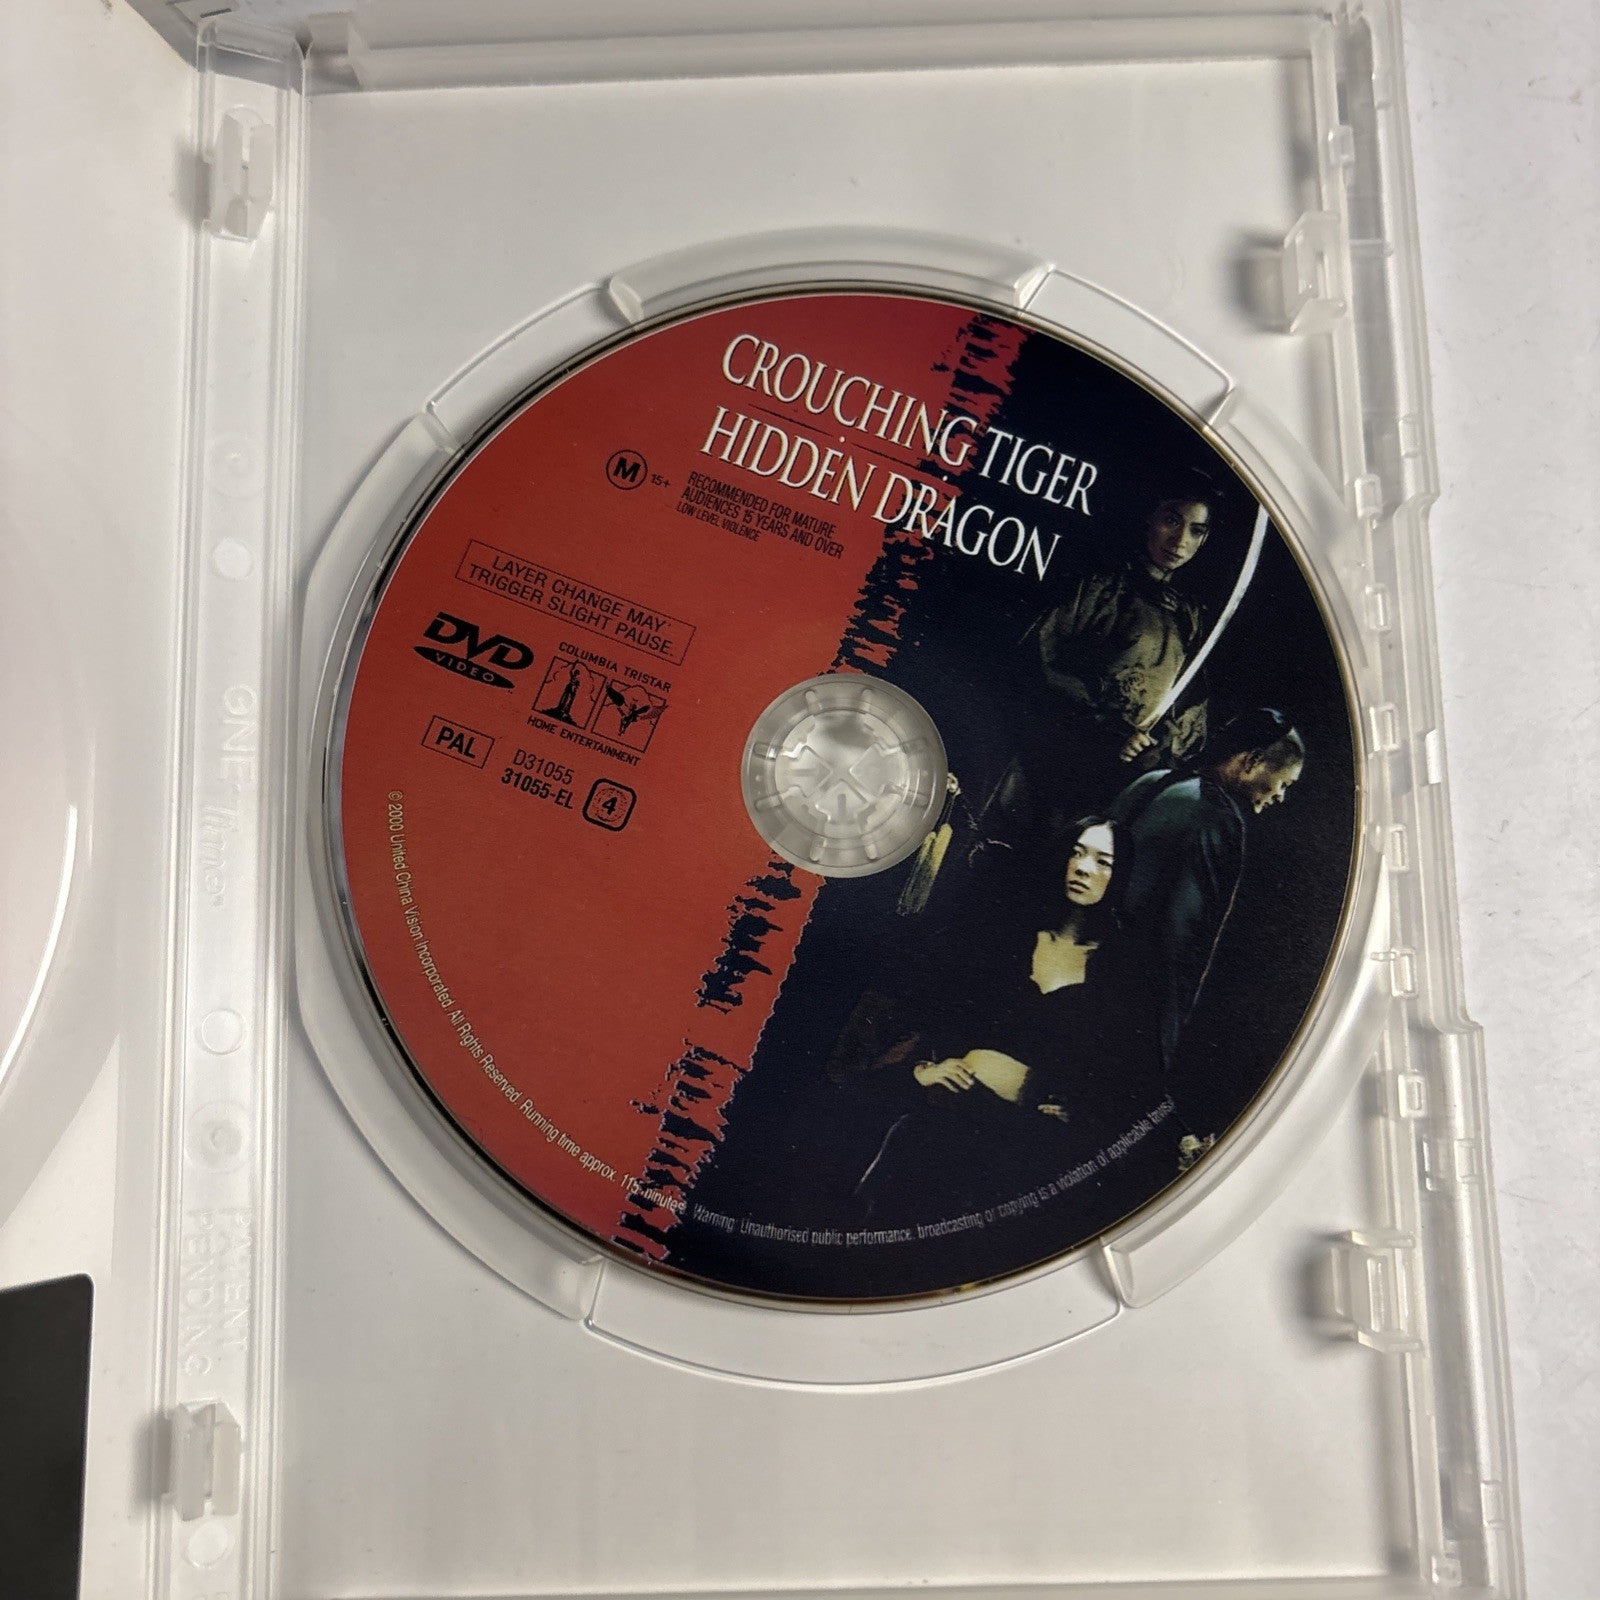 CROUCHING TIGER
HIDDEN DRAGON
M 15+
RECOMMENDED FOR MATURE
AUDIENCES 15 YEARS AND OVER
LOW LEVEL VIOLENCE
LAYER CHANGE MAY
TRIGGER SLIGHT PAUSE.
DVD
VIDEO
COLUMBIA TRISTAR
HOME ENTERTAINMENT
PAL
D31055
31055-EL
4
© 2000 United China Vision Incorporated. All Rights Reserved. Running time approx. 115 minutes. Warning: Unauthorised public performance, broadcasting or copying is a violation of applicable laws.
ONE time
PATENT
PENDING